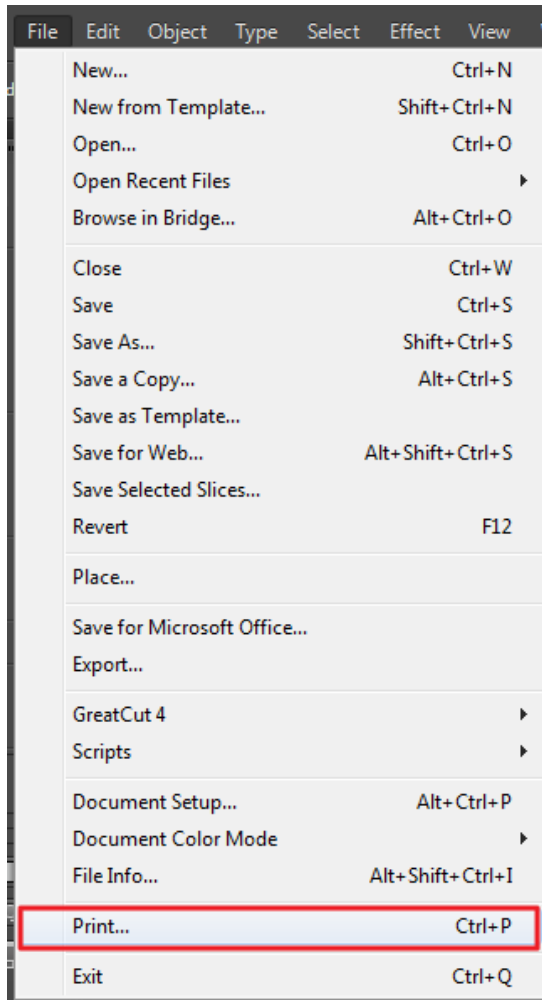 File Edit Object Type Select Effect View
New... Ctrl+N
New from Template... Shift+Ctrl+N
Open... Ctrl+O
Open Recent Files
Browse in Bridge... Alt+Ctrl+O
Close Ctrl+W
Save Ctrl+S
Save As... Shift+Ctrl+S
Save a Copy... Alt+Ctrl+S
Save as Template...
Save for Web... Alt+Shift+Ctrl+S
Save Selected Slices...
Revert F12
Place...
Save for Microsoft Office...
Export...
GreatCut 4
Scripts
Document Setup... Alt+Ctrl+P
Document Color Mode
File Info... Alt+Shift+Ctrl+I
Print... Ctrl+P
Exit Ctrl+Q